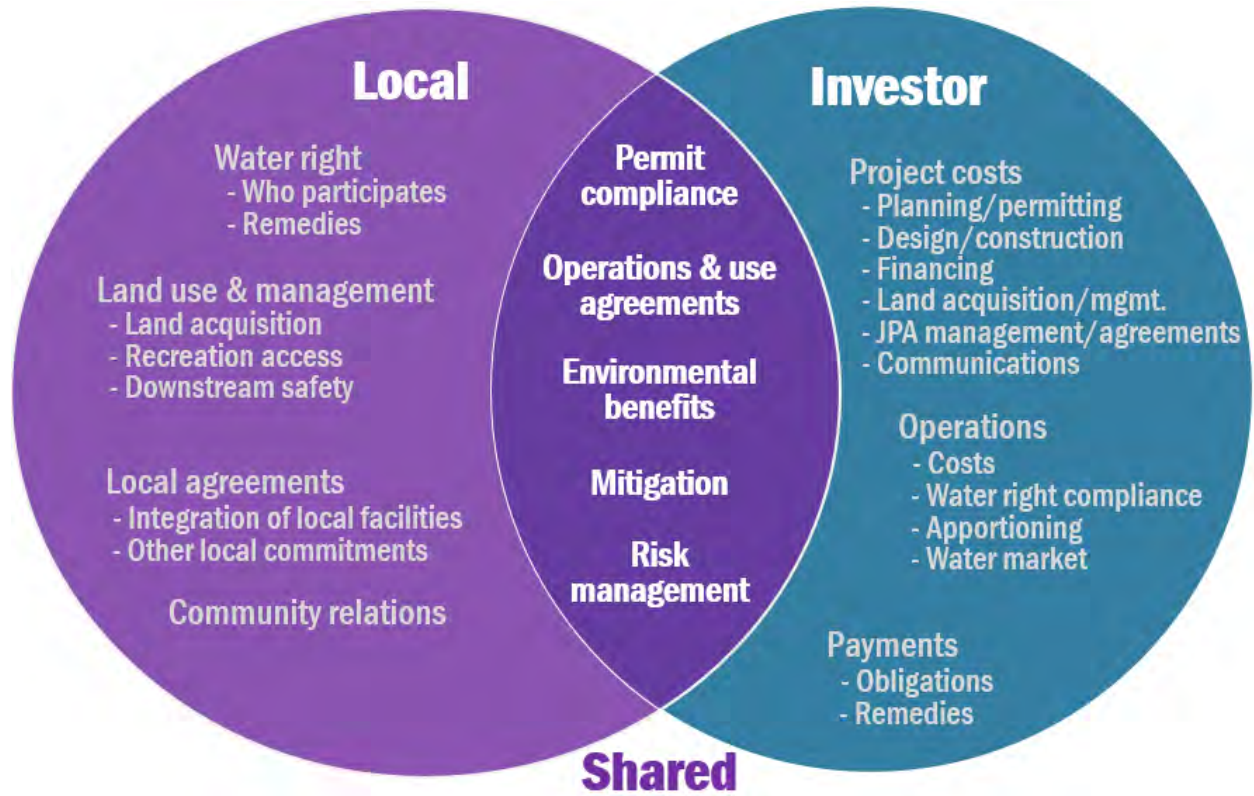 Local
Water right
- Who participates
- Remedies
Land use & management
- Land acquisition
- Recreation access
- Downstream safety
Local agreements
- Integration of local facilities
- Other local commitments
Community relations
Permit
compliance
Operations & use
agreements
Environmental
benefits
Mitigation
Risk
management
Shared
Investor
Project costs
- Planning/permitting
- Design/construction
- Financing
- Land acquisition/mgmt.
- JPA management/agreements
- Communications
Operations
- Costs
- Water right compliance
- Apportioning
- Water market
Payments
- Obligations
- Remedies